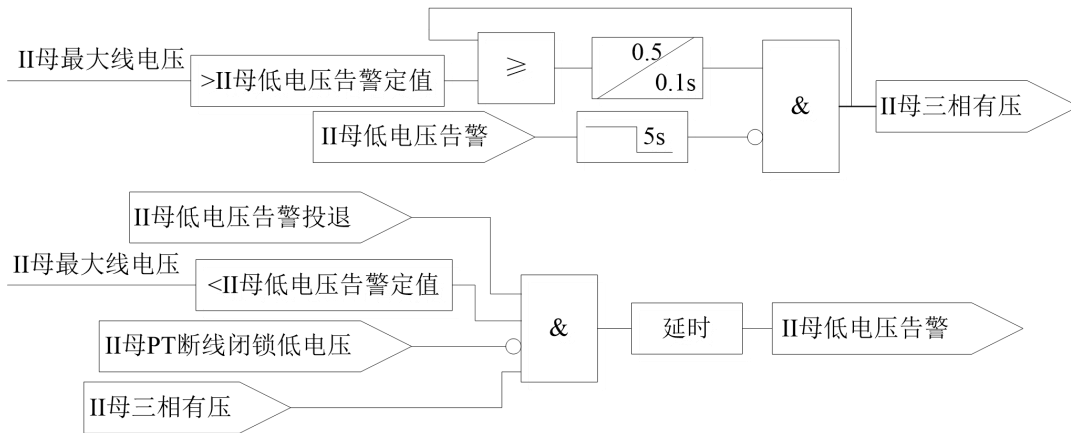 II母最大线电压
>II母低电压告警定值
≥
0.5
0.1s
&
II母三相有压
II母低电压告警
5s
II母低电压告警投退
II母最大线电压
<II母低电压告警定值
&
延时
II母低电压告警
II母PT断线闭锁低电压
II母三相有压